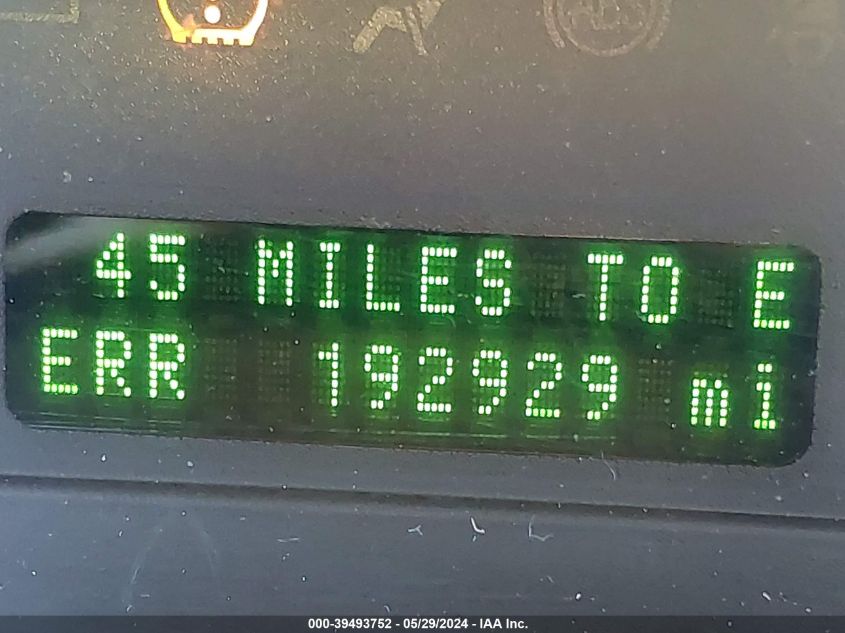 45 MILES TO E
ERR 192929 mi
000-39493752 - 05/29/2024 - IAA Inc.